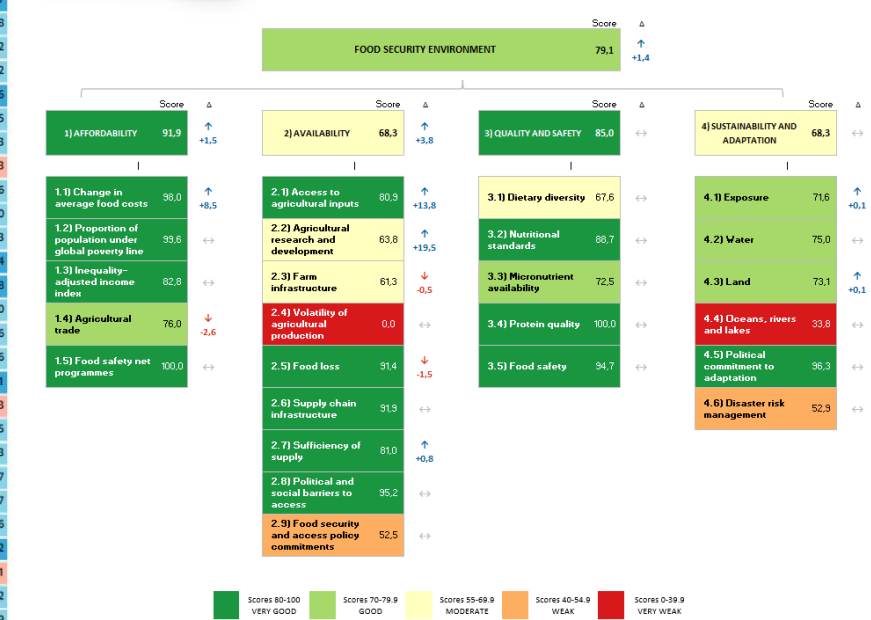 Score Δ
FOOD SECURITY ENVIRONMENT 79,1 ↑
+1,4
Score Δ
1) AFFORDABILITY 91,9 ↑
+1,5
1.1) Change in
average food costs 98,0 ↑
+8,5
1.2) Proportion of
population under
global poverty line 99,6 ↔
1.3) Inequality-
adjusted income
index 82,8 ↔
1.4) Agricultural
trade 76,0 ↓
-2,6
1.5) Food safety net
programmes 100,0 ↔
Score Δ
2) AVAILABILITY 68,3 ↑
+3,8
2.1) Access to
agricultural inputs 80,9 ↑
+13,8
2.2) Agricultural
research and
development 63,8 ↑
+19,5
2.3) Farm
infrastructure 61,3 ↓
-0,5
2.4) Volatility of
agricultural
production 0,0 ↔
2.5) Food loss 91,4 ↓
-1,5
2.6) Supply chain
infrastructure 91,9 ↔
2.7) Sufficiency of
supply 81,0 ↑
+0,8
2.8) Political and
social barriers to
access 95,2 ↔
2.9) Food security
and access policy
commitments 52,5 ↔
Score Δ
3) QUALITY AND SAFETY 85,0 ↔
3.1) Dietary diversity 67,6 ↔
3.2) Nutritional
standards 88,7 ↔
3.3) Micronutrient
availability 72,5 ↔
3.4) Protein quality 100,0 ↔
3.5) Food safety 94,7 ↔
Score Δ
4) SUSTAINABILITY AND
ADAPTATION 68,3 ↔
4.1) Exposure 71,6 ↑
+0,1
4.2) Water 75,0 ↔
4.3) Land 73,1 ↑
+0,1
4.4) Oceans, rivers
and lakes 33,8 ↔
4.5) Political
commitment to
adaptation 96,3 ↔
4.6) Disaster risk
management 52,9 ↔
Scores 80-100
VERY GOOD
Scores 70-79.9
GOOD
Scores 55-69.9
MODERATE
Scores 40-54.9
WEAK
Scores 0-39.9
VERY WEAK